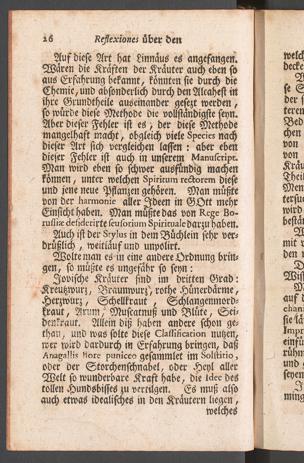 16 Reflexiones über den
Auf diese Art hat Linnäus es angefangen.
Wären die Kräften der Kräuter auch eben so
aus Erfahrung bekannt, könnten sie durch die
Chemie, und absonderlich durch den Alcahest in
ihre Grundtheile auseinander gesezt werden,
so würde diese Methode die vollständigste seyn.
Aber dieser Fehler ist es; der diese Methode
mangelhaft macht, obgleich viele Species nach
dieser Art sich vergleichen lassen: aber eben
dieser Fehler ist auch in unserem Manuscript.
Man wird eben so schwer ausfündig machen
können, unter welchen Spiritum rectorem diese
und jene neue Pflanzen gehören. Man müßte
von der harmonie aller Ideen in GOtt mehr
Einsicht haben. Man müßte das von Rege Bo-
russiæ desiderirte sensorium Spirituale darzu haben.
Auch ist der Stylus in dem Büchlein sehr ver-
drüßlich, weitläuf und unpolirt.
Wolte man es in eine andere Ordnung brin-
gen, so müßte es ungefähr so seyn:
Jovische Kräuter sind im dritten Grad:
Kreutzwurz, Braunwurz, rothe Hünerdärme,
Herzwurz, Schellkraut, Schlangenmord-
kraut, Arum, Muscatnuß und Blüte, Sei-
denkraut. Allein diß haben andere schon ge-
than, und was solte diese Classification nutzen,
wer wird dardurch in Erfahrung bringen, daß
Anagallis flore puniceo gesammlet im Solstitio,
oder der Storchenschnabel, oder Heyl aller
Welt so wunderbare Kraft habe, die Idee des
tollen Hundsbisses zu vertilgen. Es muß also
auch etwas idealisches in den Kräutern liegen,
welches